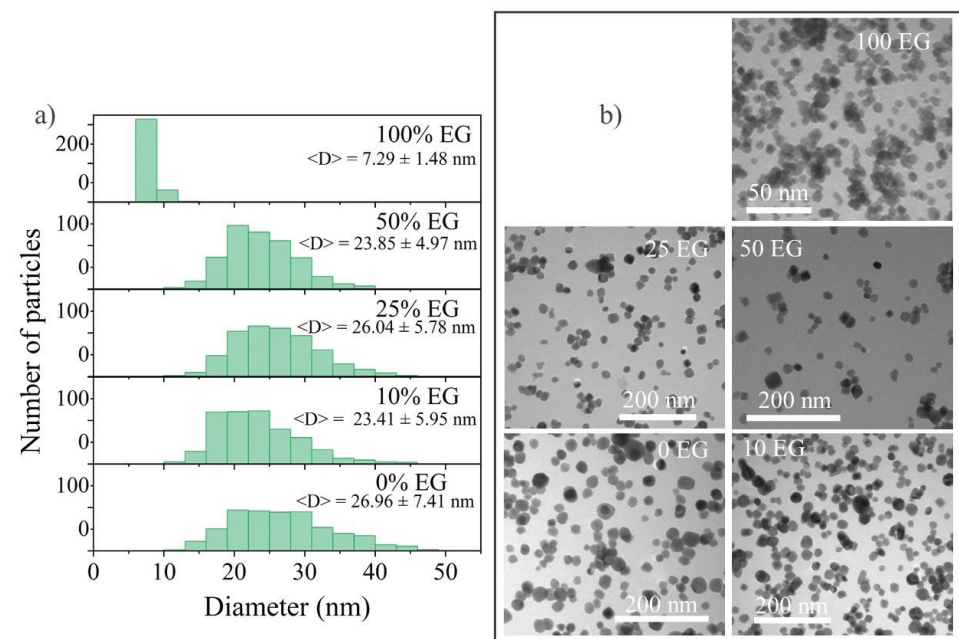 a)
Number of particles
200
0
100% EG
<D> = 7.29 ± 1.48 nm
100
0
50% EG
<D> = 23.85 ± 4.97 nm
100
0
25% EG
<D> = 26.04 ± 5.78 nm
100
0
10% EG
<D> = 23.41 ± 5.95 nm
100
0
0% EG
<D> = 26.96 ± 7.41 nm
0 10 20 30 40 50
Diameter (nm)
b)
100 EG
50 nm
25 EG
200 nm
50 EG
200 nm
0 EG
200 nm
10 EG
200 nm